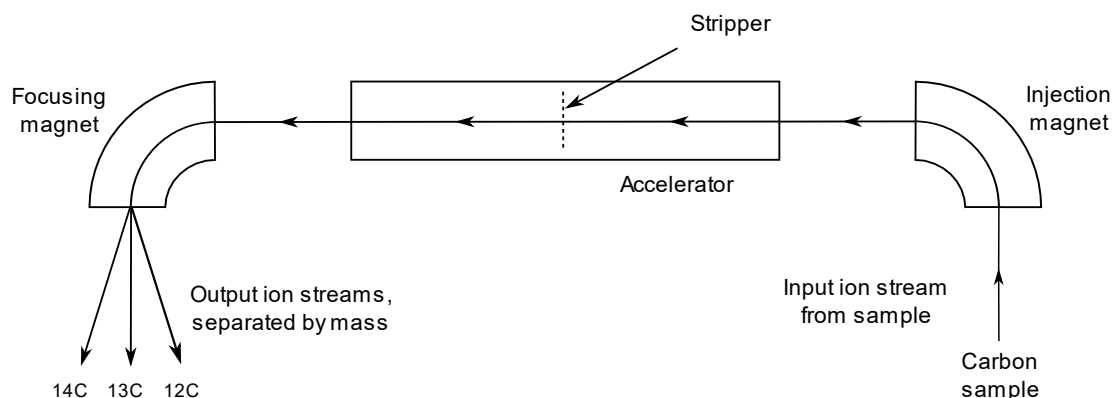 Stripper
Focusing
magnet
Injection
magnet
Accelerator
Output ion streams,
separated by mass
Input ion stream
from sample
Carbon
sample
14C 13C 12C